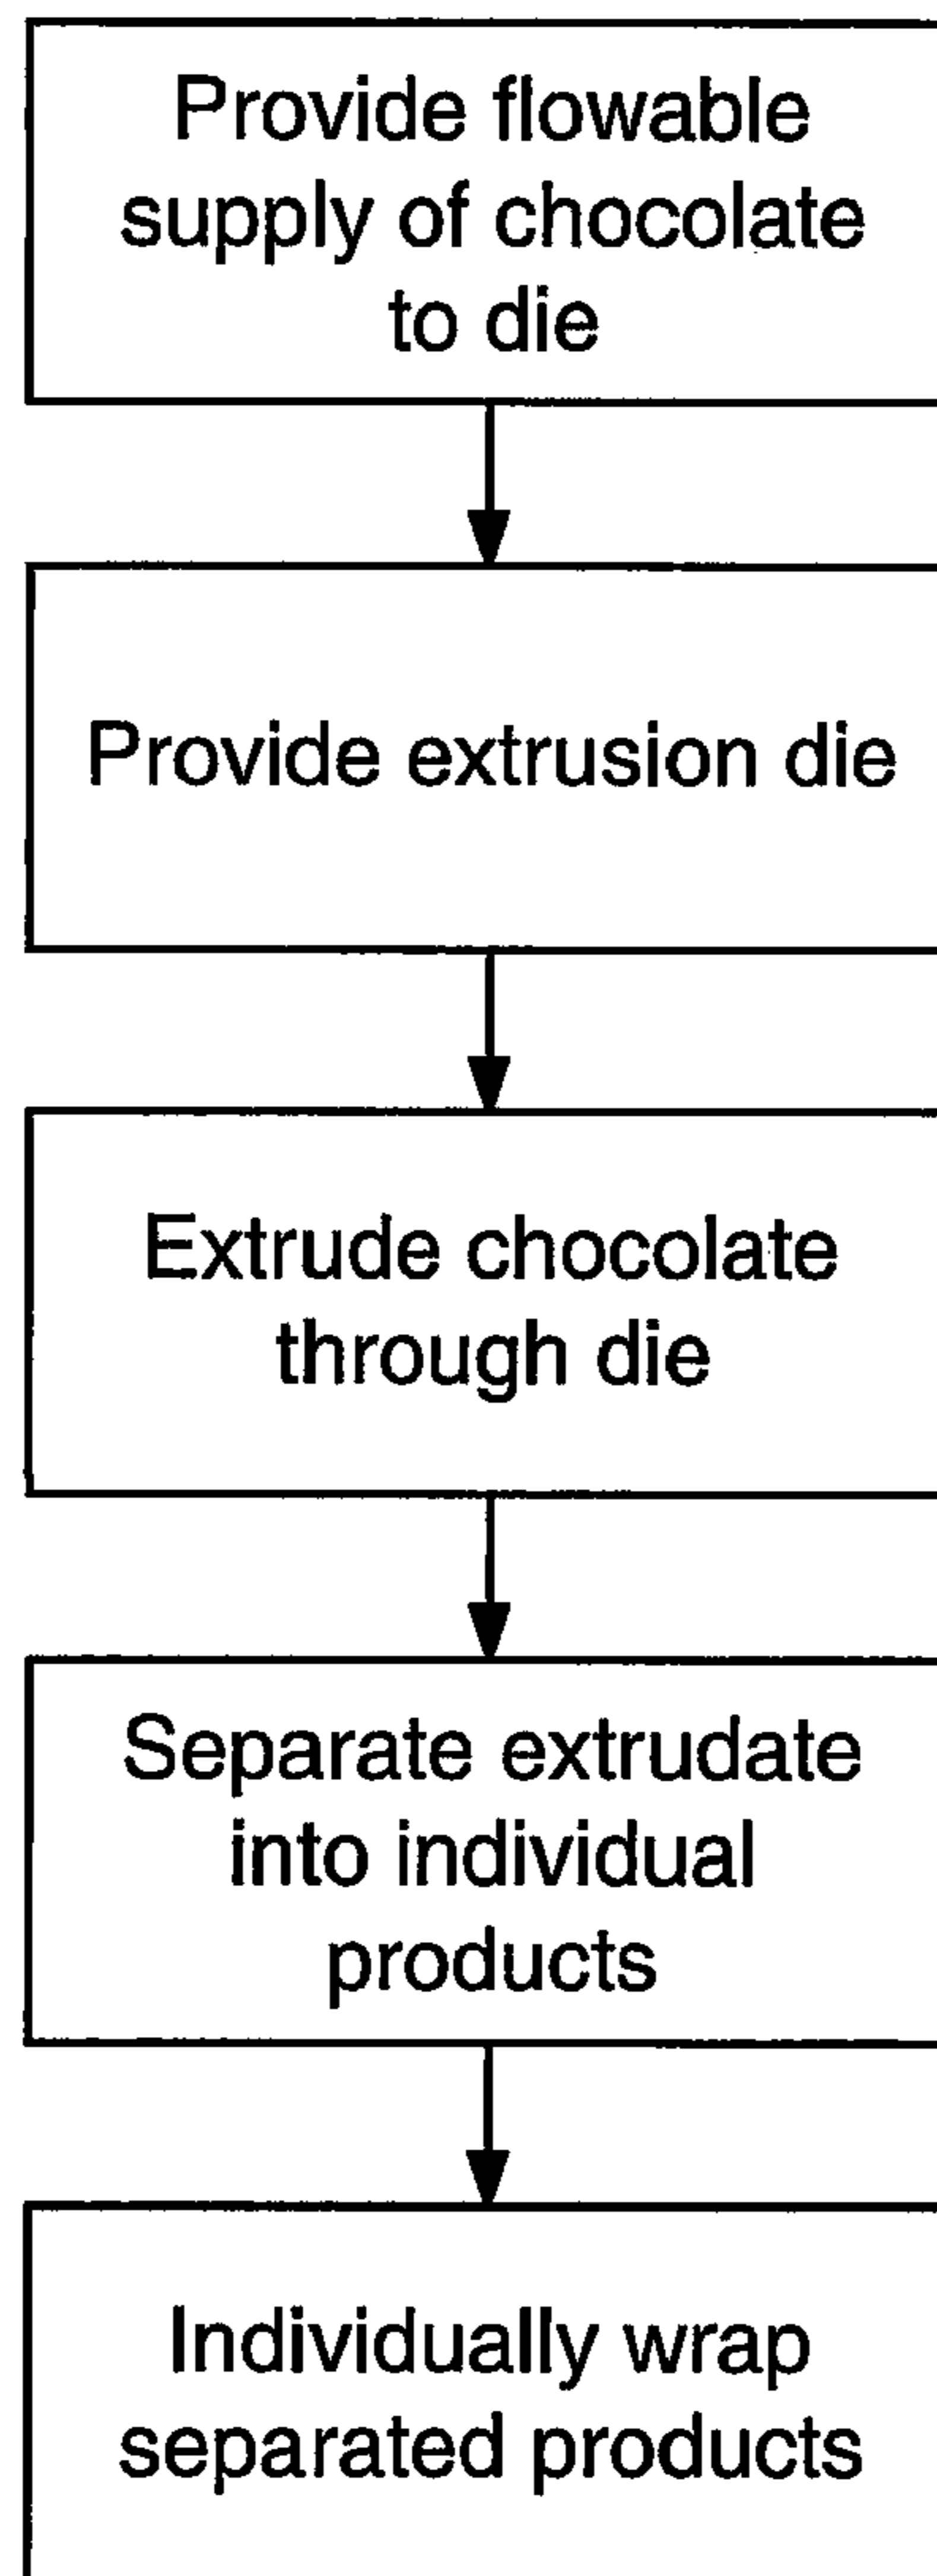 Provide flowable
supply of chocolate
to die
Provide extrusion die
Extrude chocolate
through die
Separate extrudate
into individual
products
Individually wrap
separated products